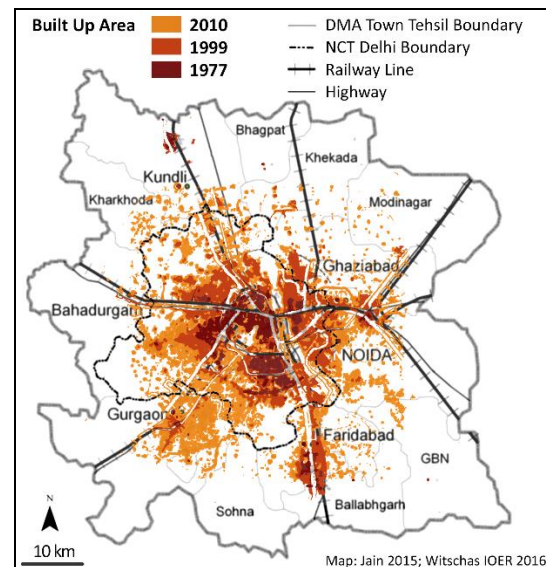 Built Up Area
2010
1999
1977
DMA Town Tehsil Boundary
NCT Delhi Boundary
Railway Line
Highway
Bhagpat
Khekada
Kundli
Kharkhoda
Modinagar
Ghaziabad
Bahadurgarh
NOIDA
Gurgaon
Faridabad
GBN
Sohna
Ballabhgarh
N
10 km
Map: Jain 2015; Witschas IOER 2016